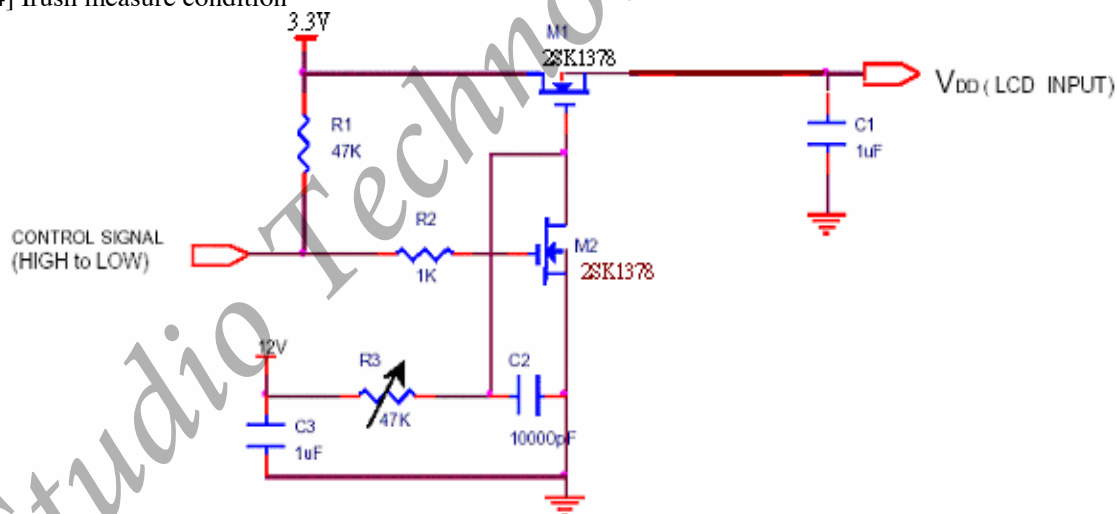 ] Irush measure condition
3.3V
M1
2SK1378
VDD ( LCD INPUT)
R1
47K
C1
1uF
CONTROL SIGNAL
(HIGH to LOW)
R2
1K
M2
2SK1378
12V
R3
47K
C2
10000pF
C3
1uF
Studio Techno